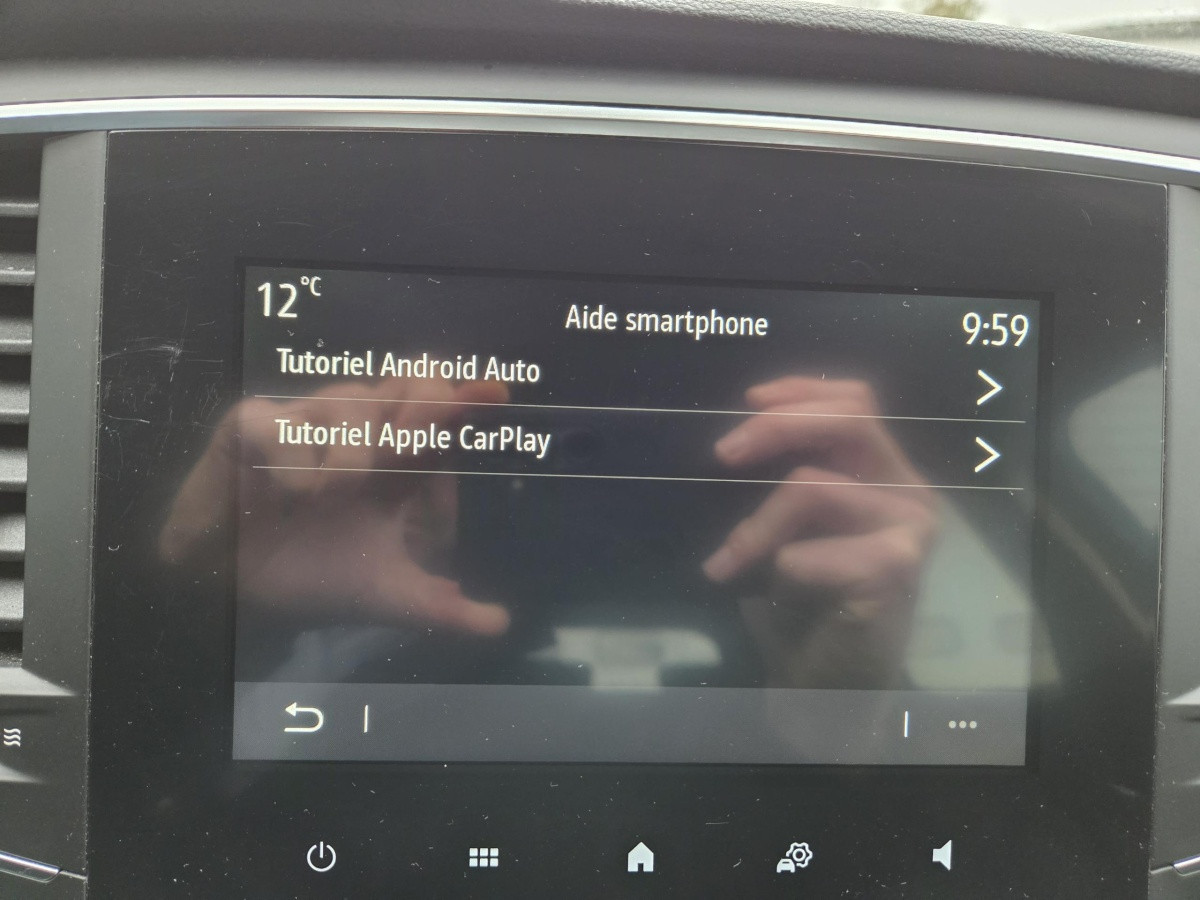 12°C
Aide smartphone
9:59
Tutoriel Android Auto
Tutoriel Apple CarPlay